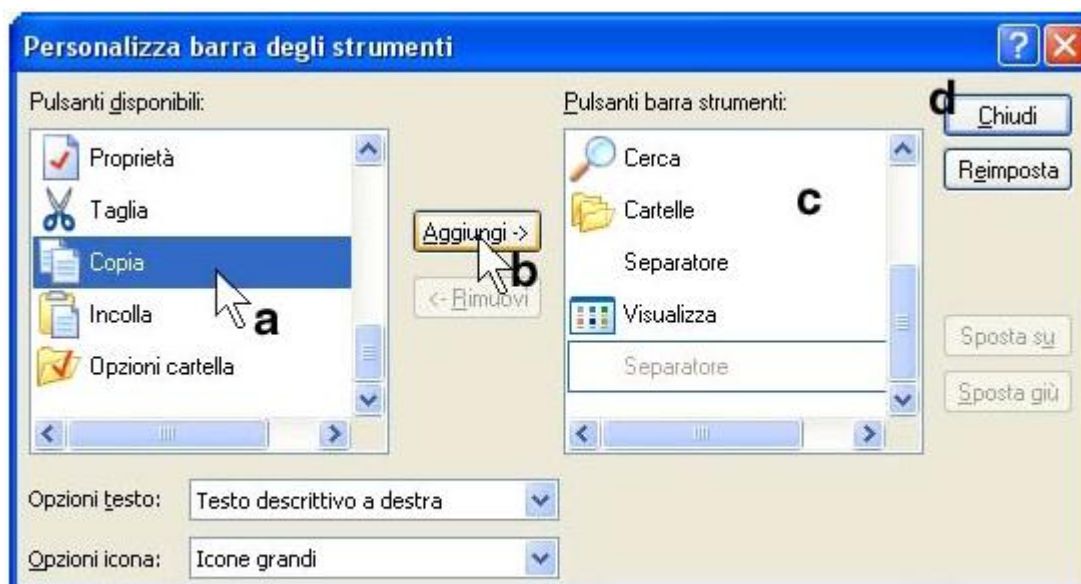 Personalizza barra degli strumenti
Pulsanti disponibili:
Proprietà
Taglia
Copia
a
Incolla
Opzioni cartella
Aggiungi ->
b
<- Rimuovi
Pulsanti barra strumenti:
Cerca
Cartelle
c
Separatore
Visualizza
Separatore
d
Chiudi
Reimposta
Sposta su
Sposta giù
Opzioni testo:
Testo descrittivo a destra
Opzioni icona:
Icone grandi